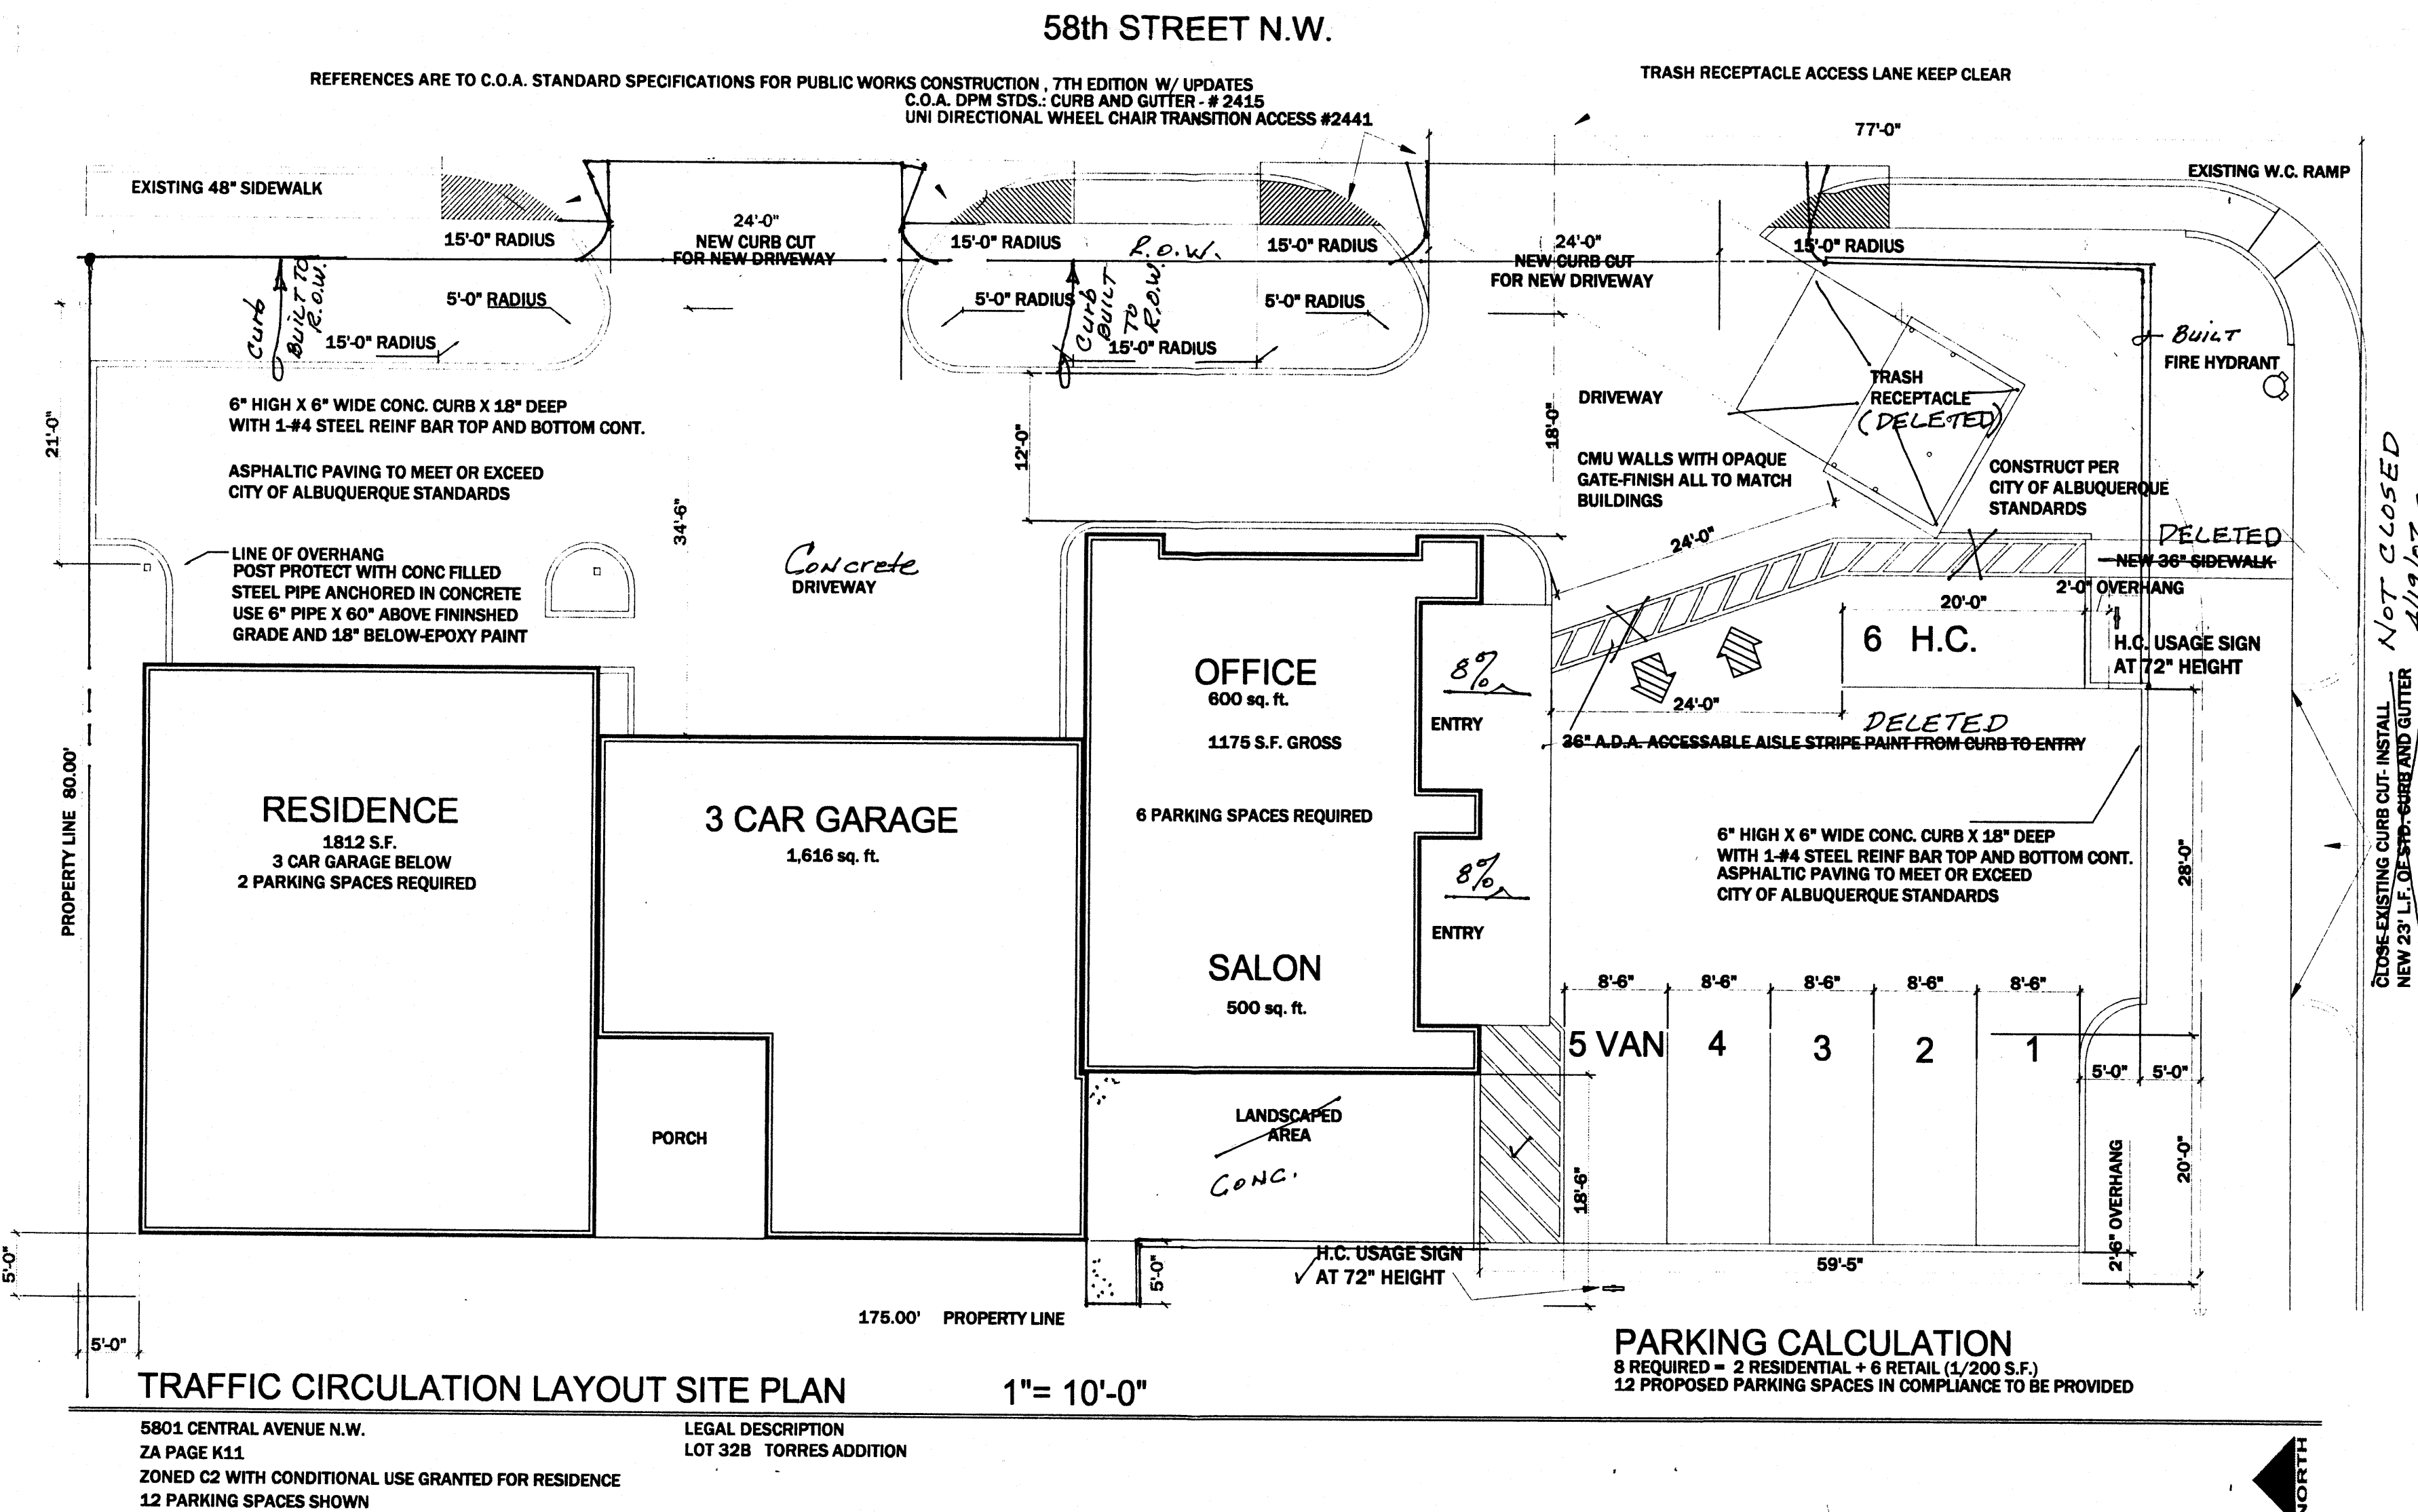 58th STREET N.W.
REFERENCES ARE TO C.O.A. STANDARD SPECIFICATIONS FOR PUBLIC WORKS CONSTRUCTION , 7TH EDITION W/ UPDATES
C.O.A. DPM STDS.: CURB AND GUTTER - # 2415
UNI DIRECTIONAL WHEEL CHAIR TRANSITION ACCESS #2441
TRASH RECEPTACLE ACCESS LANE KEEP CLEAR
77'-0"
EXISTING W.C. RAMP
EXISTING 48" SIDEWALK
15'-0" RADIUS
24'-0"
NEW CURB CUT
FOR NEW DRIVEWAY
15'-0" RADIUS
R.O.W.
15'-0" RADIUS
24'-0"
NEW CURB CUT
FOR NEW DRIVEWAY
15'-0" RADIUS
Curb
BUILT TO
R.O.W.
5'-0" RADIUS
15'-0" RADIUS
5'-0" RADIUS
Curb
BUILT
TO
R.O.W.
5'-0" RADIUS
15'-0" RADIUS
BUILT
FIRE HYDRANT
21'-0"
6" HIGH X 6" WIDE CONC. CURB X 18" DEEP
WITH 1-#4 STEEL REINF BAR TOP AND BOTTOM CONT.
ASPHALTIC PAVING TO MEET OR EXCEED
CITY OF ALBUQUERQUE STANDARDS
12'-0"
18'-0"
DRIVEWAY
TRASH
RECEPTACLE
(DELETED)
CMU WALLS WITH OPAQUE
GATE-FINISH ALL TO MATCH
BUILDINGS
CONSTRUCT PER
CITY OF ALBUQUERQUE
STANDARDS
34'-6"
24'-0"
LINE OF OVERHANG
POST PROTECT WITH CONC FILLED
STEEL PIPE ANCHORED IN CONCRETE
USE 6" PIPE X 60" ABOVE FININSHED
GRADE AND 18" BELOW-EPOXY PAINT
Concrete
DRIVEWAY
DELETED
NEW 36" SIDEWALK
2'-0" OVERHANG
20'-0"
6 H.C.
H.C. USAGE SIGN
AT 72" HEIGHT
24'-0"
DELETED
36" A.D.A. ACCESSABLE AISLE STRIPE PAINT FROM CURB TO ENTRY
OFFICE
600 sq. ft.
1175 S.F. GROSS
6 PARKING SPACES REQUIRED
8%
ENTRY
8%
ENTRY
SALON
500 sq. ft.
PROPERTY LINE 80.00'
RESIDENCE
1812 S.F.
3 CAR GARAGE BELOW
2 PARKING SPACES REQUIRED
3 CAR GARAGE
1,616 sq. ft.
6" HIGH X 6" WIDE CONC. CURB X 18" DEEP
WITH 1-#4 STEEL REINF BAR TOP AND BOTTOM CONT.
ASPHALTIC PAVING TO MEET OR EXCEED
CITY OF ALBUQUERQUE STANDARDS
28'-0"
NOT CLOSED
CLOSE EXISTING CURB CUT- INSTALL
NEW 23' L.F. OF STD. CURB AND GUTTER
8'-6" 8'-6" 8'-6" 8'-6" 8'-6"
5 VAN 4 3 2 1
5'-0" 5'-0"
PORCH
LANDSCAPED
AREA
CONC.
18'-6"
2'-6" OVERHANG
20'-0"
59'-5"
5'-0"
5'-0"
H.C. USAGE SIGN
AT 72" HEIGHT
5'-0"
175.00' PROPERTY LINE
TRAFFIC CIRCULATION LAYOUT SITE PLAN 1"= 10'-0"
PARKING CALCULATION
8 REQUIRED = 2 RESIDENTIAL + 6 RETAIL (1/200 S.F.)
12 PROPOSED PARKING SPACES IN COMPLIANCE TO BE PROVIDED
5801 CENTRAL AVENUE N.W.
ZA PAGE K11
ZONED C2 WITH CONDITIONAL USE GRANTED FOR RESIDENCE
12 PARKING SPACES SHOWN
LEGAL DESCRIPTION
LOT 32B TORRES ADDITION
NORTH